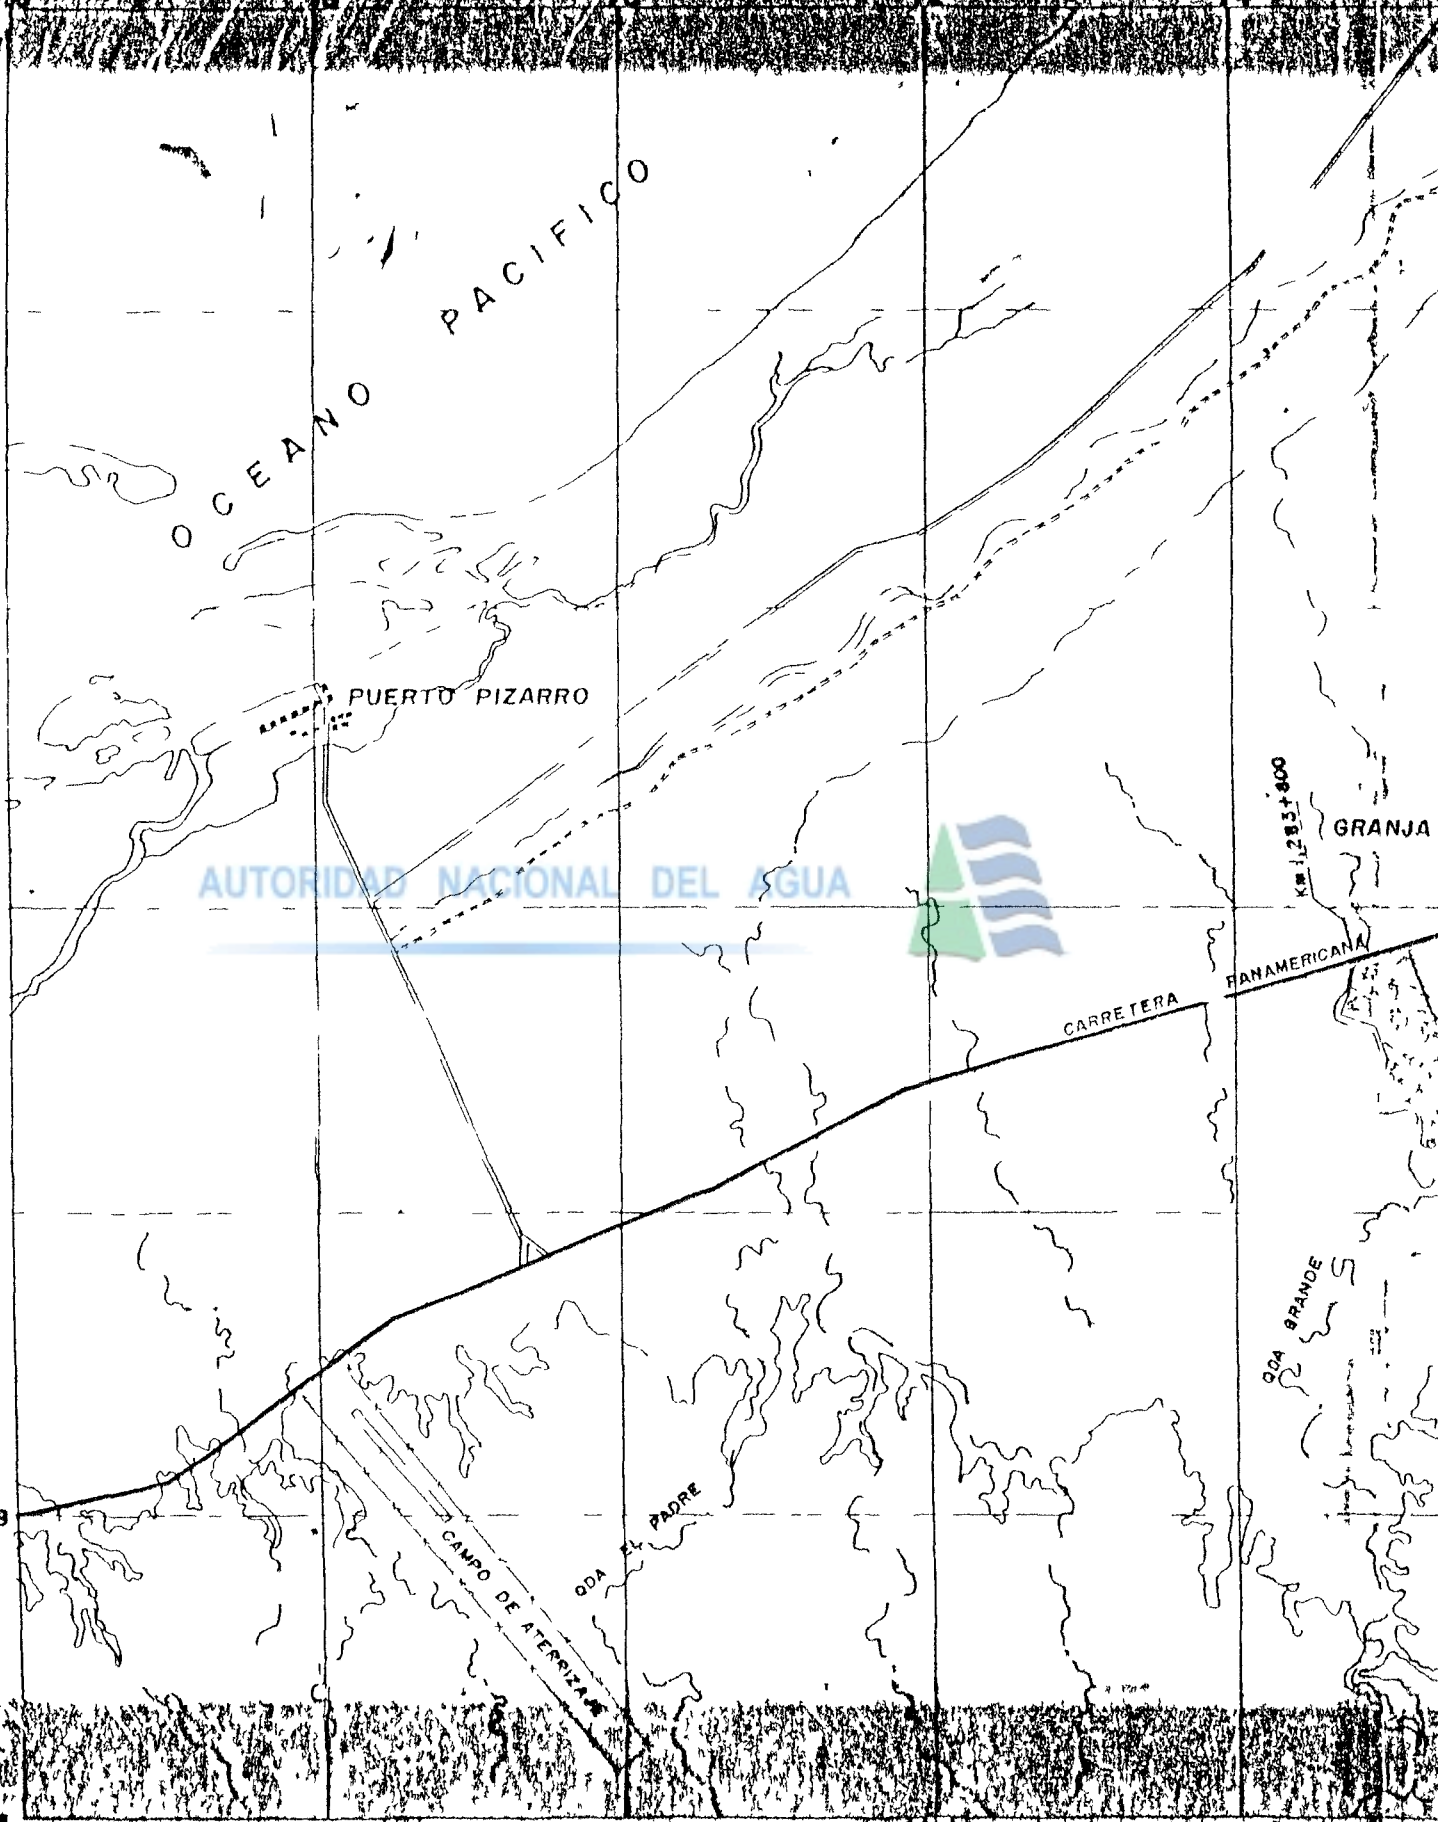 OCEANO PACIFICO
PUERTO PIZARRO
KM 1,283+800
GRANJA
AUTORIDAD NACIONAL DEL AGUA
CARRETERA PANAMERICANA
QDA GRANDE
QDA EL PADRE
CAMPO DE ATERRIZAJE